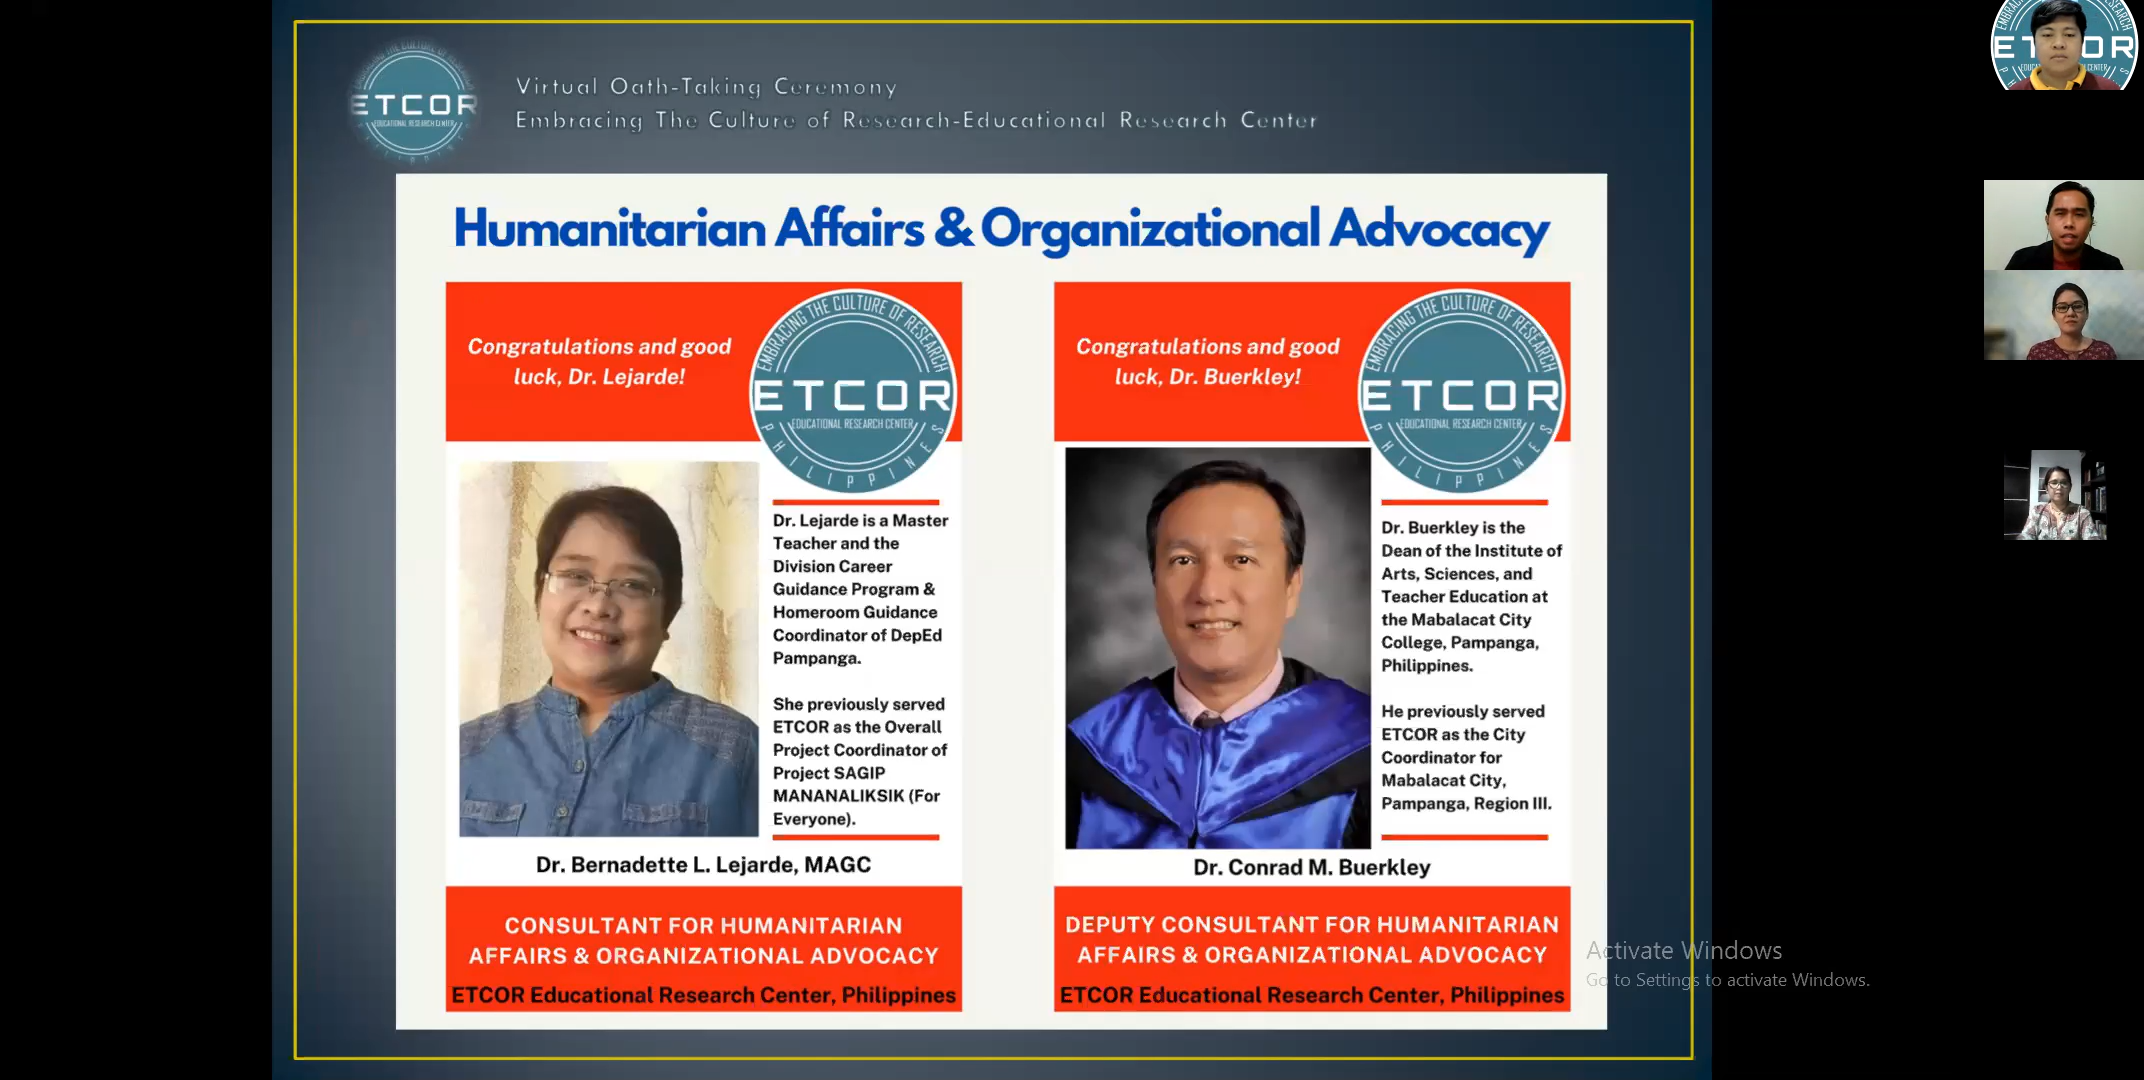 ETCOR
EDUCATIONAL RESEARCH CENTER
Virtual Oath-Taking Ceremony
Embracing The Culture of Research-Educational Research Center
Humanitarian Affairs & Organizational Advocacy
Congratulations and good
luck, Dr. Lejarde!
EMBRACING THE CULTURE OF RESEARCH
ETCOR
EDUCATIONAL RESEARCH CENTER
PHILIPPINES
Dr. Lejarde is a Master
Teacher and the
Division Career
Guidance Program &
Homeroom Guidance
Coordinator of DepEd
Pampanga.
She previously served
ETCOR as the Overall
Project Coordinator of
Project SAGIP
MANANALIKSIK (For
Everyone).
Dr. Bernadette L. Lejarde, MAGC
CONSULTANT FOR HUMANITARIAN
AFFAIRS & ORGANIZATIONAL ADVOCACY
ETCOR Educational Research Center, Philippines
Congratulations and good
luck, Dr. Buerkley!
EMBRACING THE CULTURE OF RESEARCH
ETCOR
EDUCATIONAL RESEARCH CENTER
PHILIPPINES
Dr. Buerkley is the
Dean of the Institute of
Arts, Sciences, and
Teacher Education at
the Mabalacat City
College, Pampanga,
Philippines.
He previously served
ETCOR as the City
Coordinator for
Mabalacat City,
Pampanga, Region III.
Dr. Conrad M. Buerkley
DEPUTY CONSULTANT FOR HUMANITARIAN
AFFAIRS & ORGANIZATIONAL ADVOCACY
ETCOR Educational Research Center, Philippines
Activate Windows
Go to Settings to activate Windows.